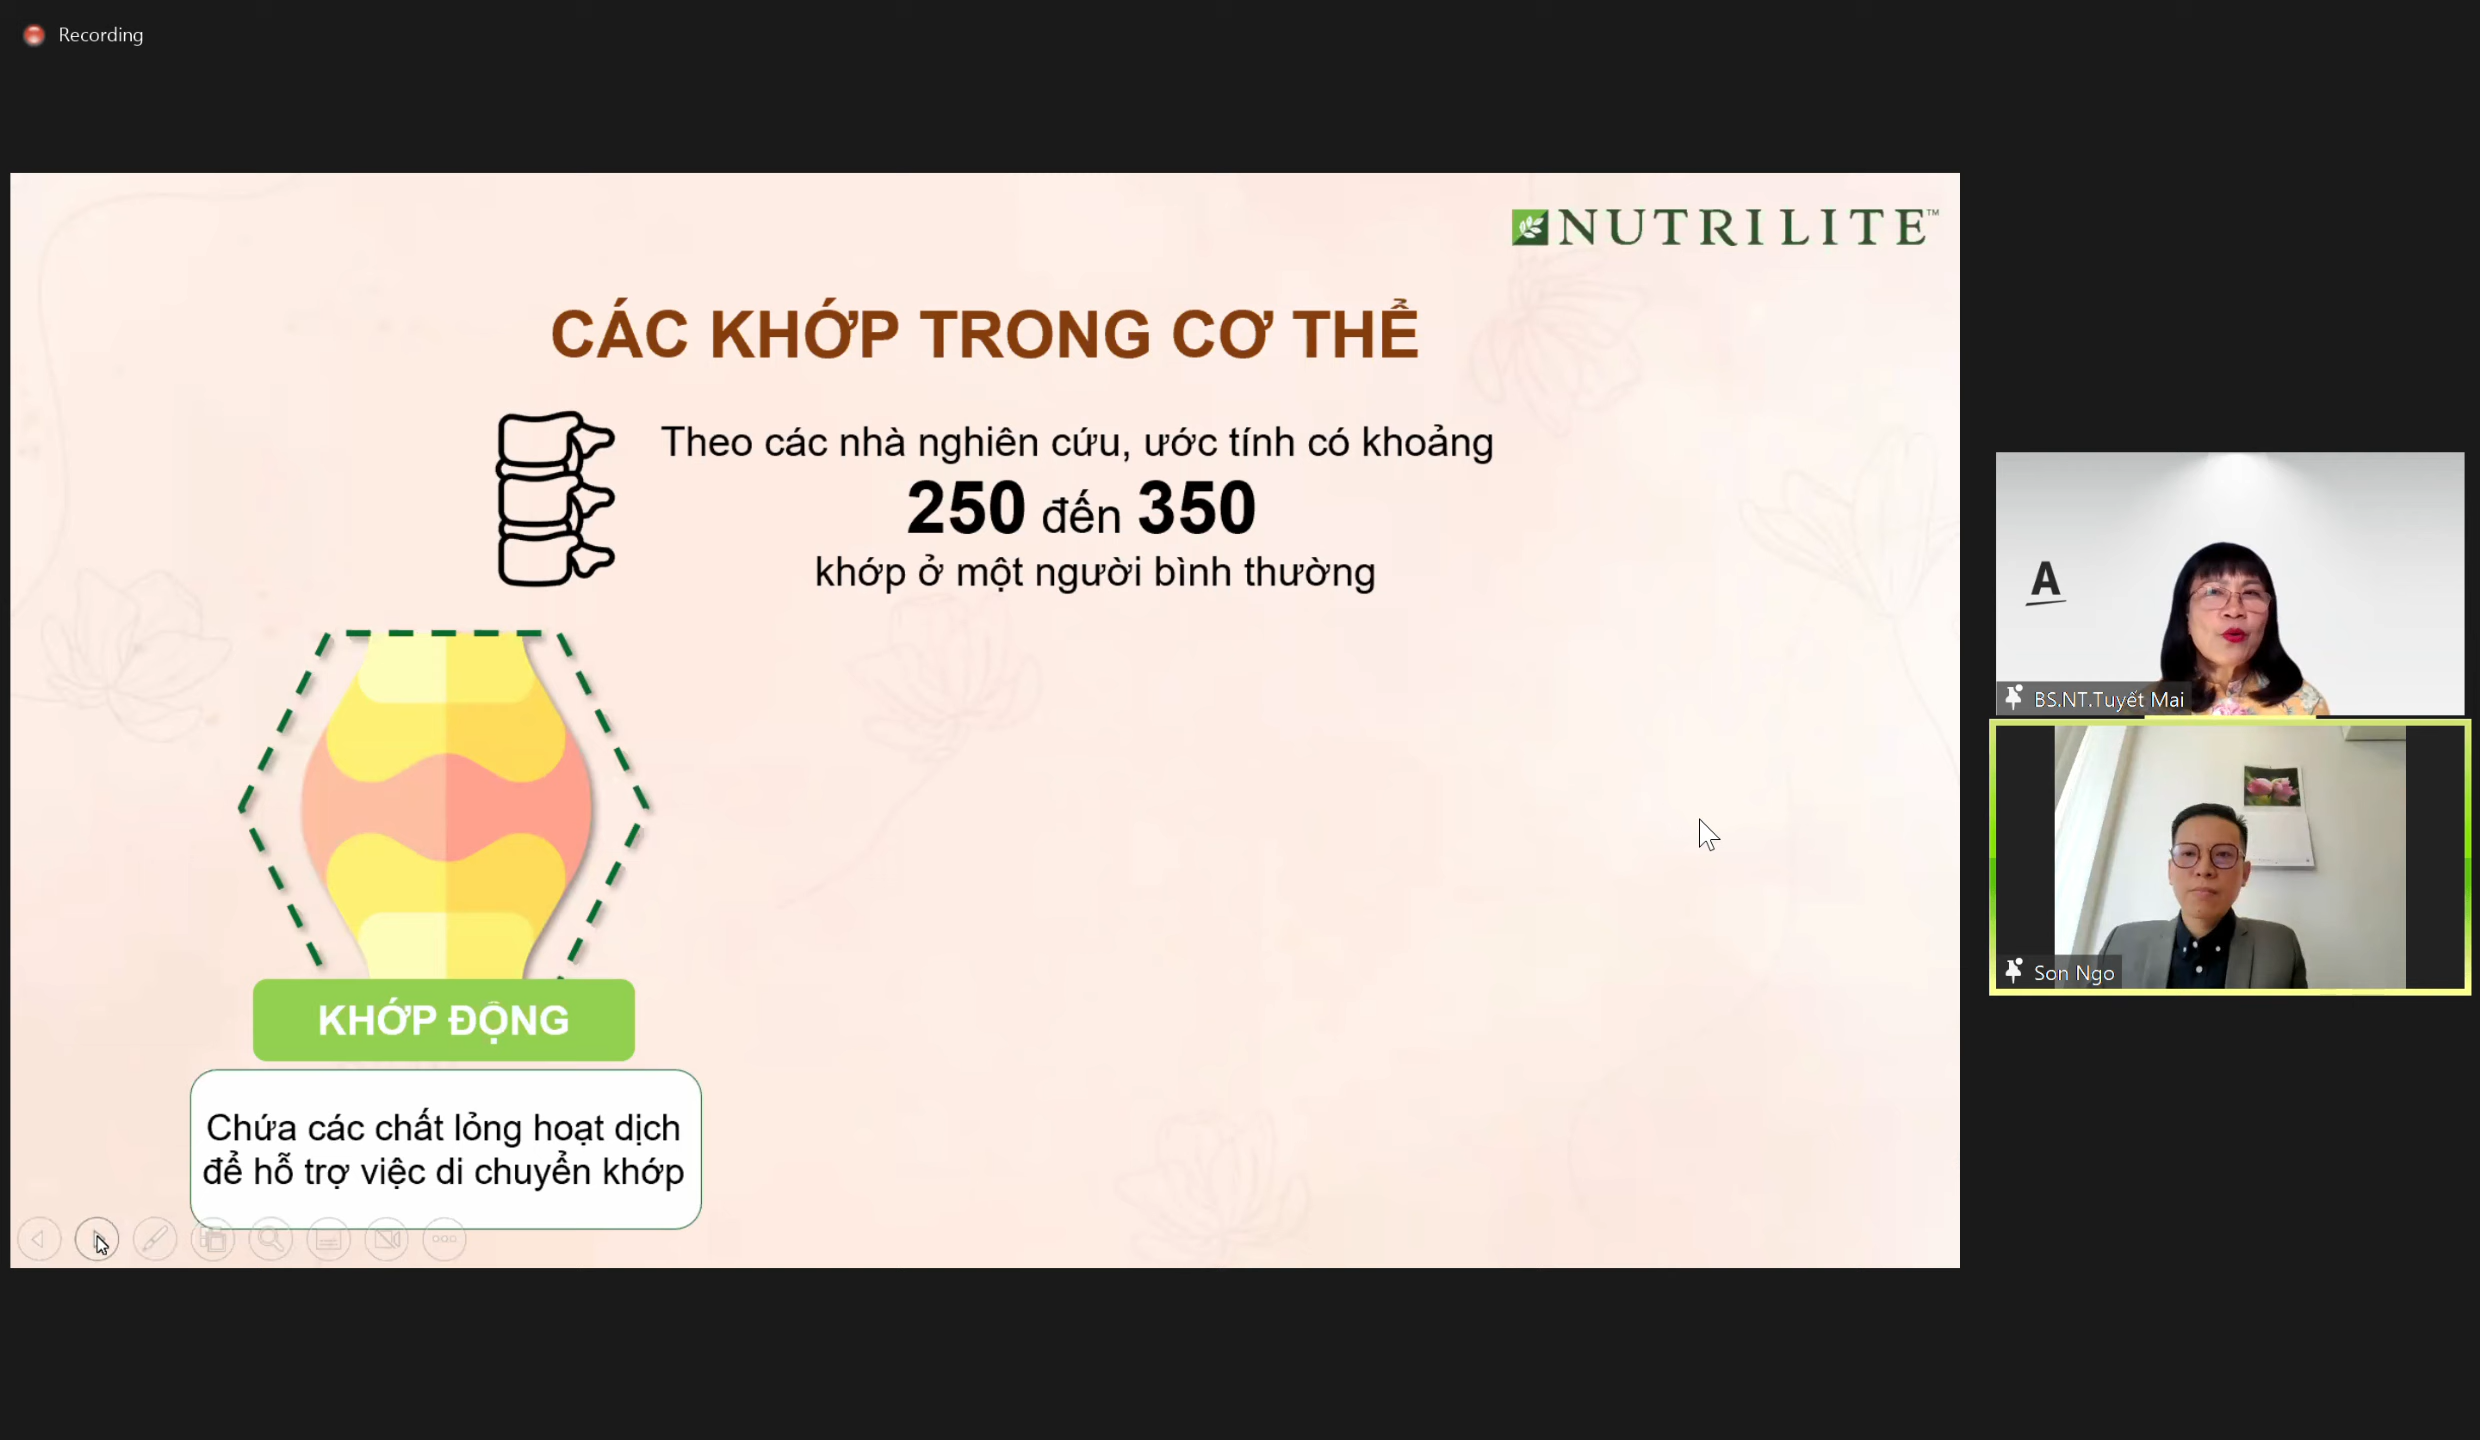 Recording
NUTRILITE™
CÁC KHỚP TRONG CƠ THỂ
Theo các nhà nghiên cứu, ước tính có khoảng
250 đến 350
khớp ở một người bình thường
KHỚP ĐỘNG
Chứa các chất lỏng hoạt dịch
để hỗ trợ việc di chuyển khớp
A
BS.NT.Tuyết Mai
Son Ngo